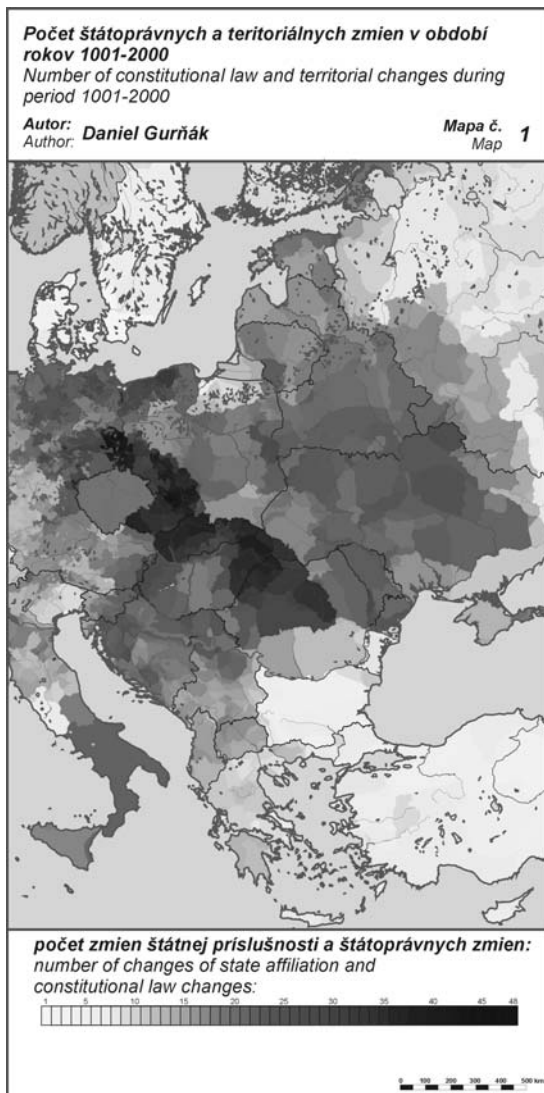 Počet štátoprávnych a teritoriálnych zmien v období
rokov 1001-2000
Number of constitutional law and territorial changes during
period 1001-2000
Autor: Daniel Gurňák Mapa č. 1
Author: Map
počet zmien štátnej príslušnosti a štátoprávnych zmien:
number of changes of state affiliation and
constitutional law changes:
1 5 10 15 20 25 30 35 40 45 48
0 100 200 300 400 500 km